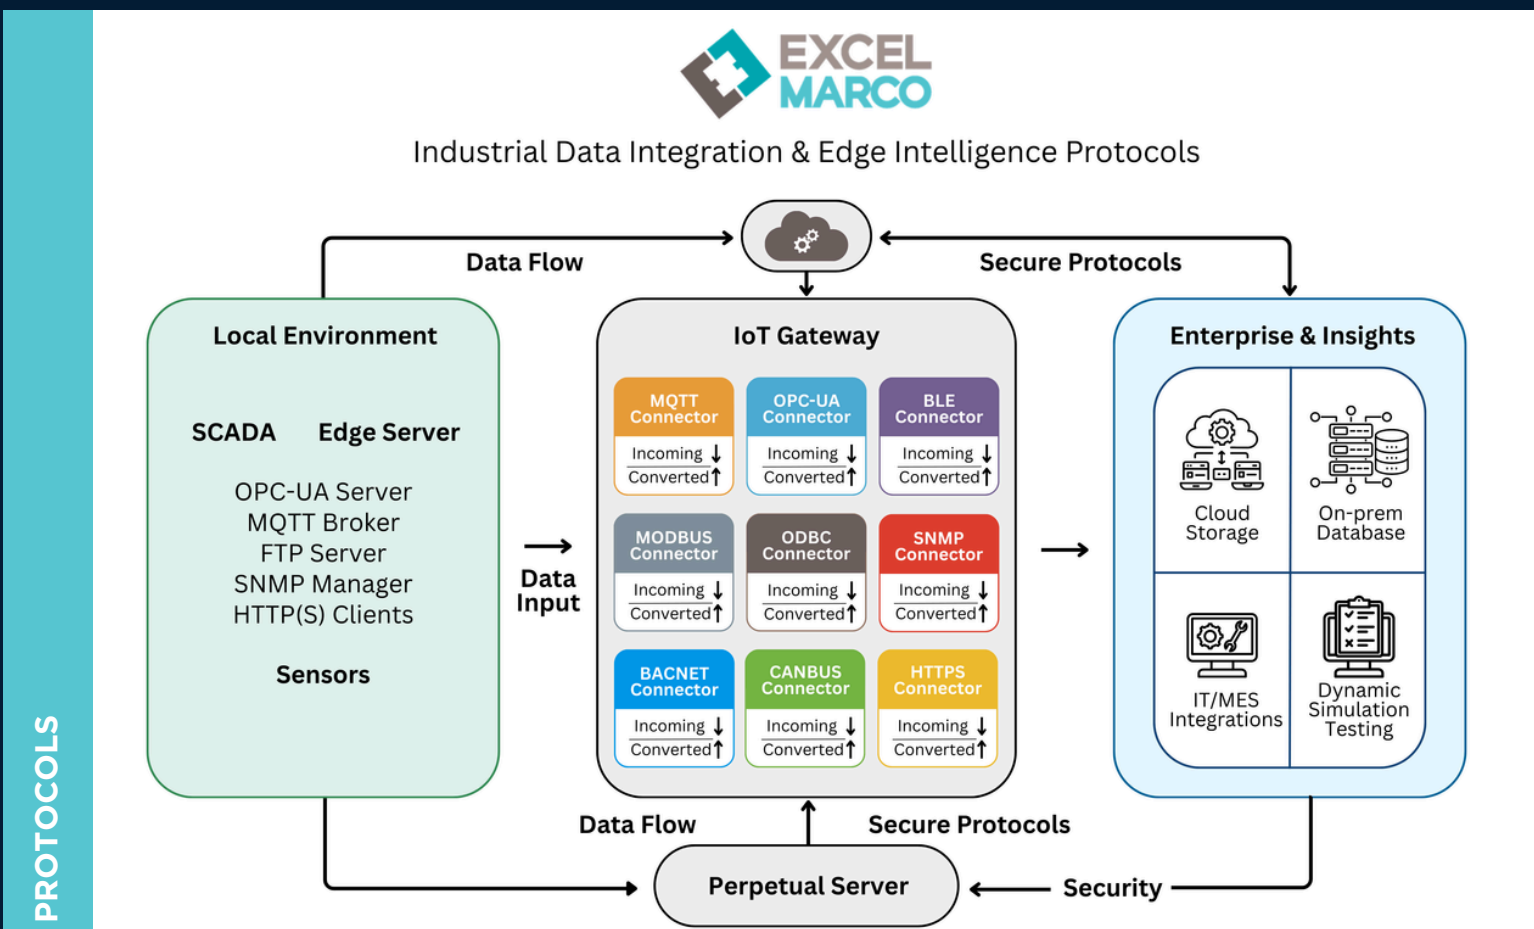 EXCEL
MARCO
Industrial Data Integration & Edge Intelligence Protocols
Data Flow
Secure Protocols
Local Environment
SCADA
Edge Server
OPC-UA Server
MQTT Broker
FTP Server
SNMP Manager
HTTP(S) Clients
Sensors
Data
Input
IoT Gateway
MQTT
Connector
Incoming
Converted
OPC-UA
Connector
Incoming
Converted
BLE
Connector
Incoming
Converted
MODBUS
Connector
Incoming
Converted
ODBC
Connector
Incoming
Converted
SNMP
Connector
Incoming
Converted
BACNET
Connector
Incoming
Converted
CANBUS
Connector
Incoming
Converted
HTTPS
Connector
Incoming
Converted
Enterprise & Insights
Cloud
Storage
On-prem
Database
IT/MES
Integrations
Dynamic
Simulation
Testing
Data Flow
Secure Protocols
Perpetual Server
Security
PROTOCOLS